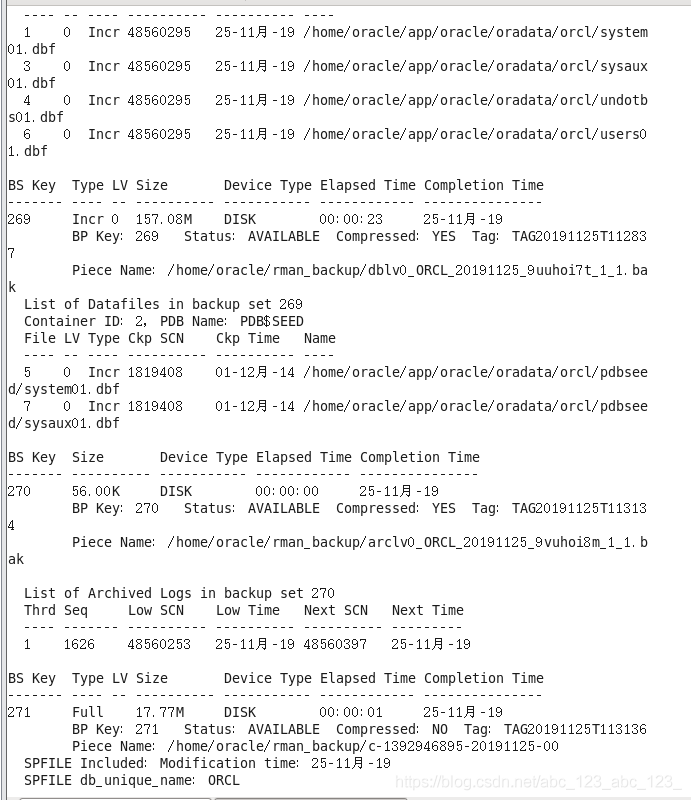 ---- -- ---- ---------- ---------- ----
1    0  Incr 48560295   25-11月-19 /home/oracle/app/oracle/oradata/orcl/system
01.dbf
3    0  Incr 48560295   25-11月-19 /home/oracle/app/oracle/oradata/orcl/sysaux
01.dbf
4    0  Incr 48560295   25-11月-19 /home/oracle/app/oracle/oradata/orcl/undotb
s01.dbf
6    0  Incr 48560295   25-11月-19 /home/oracle/app/oracle/oradata/orcl/users0
1.dbf
BS Key  Type LV Size       Device Type Elapsed Time Completion Time
------- ---- -- ---------- ----------- ------------ ---------------
269     Incr 0  157.08M    DISK        00:00:23     25-11月-19
BP Key: 269   Status: AVAILABLE  Compressed: YES  Tag: TAG20191125T11283
7
Piece Name: /home/oracle/rman_backup/dblv0_ORCL_20191125_9uuhoi7t_1_1.ba
k
List of Datafiles in backup set 269
Container ID: 2, PDB Name: PDB$SEED
File LV Type Ckp SCN    Ckp Time   Name
---- -- ---- ---------- ---------- ----
5    0  Incr 1819408    01-12月-14 /home/oracle/app/oracle/oradata/orcl/pdbsee
d/system01.dbf
7    0  Incr 1819408    01-12月-14 /home/oracle/app/oracle/oradata/orcl/pdbsee
d/sysaux01.dbf
BS Key  Size       Device Type Elapsed Time Completion Time
------- ---------- ----------- ------------ ---------------
270     56.00K     DISK        00:00:00     25-11月-19
BP Key: 270   Status: AVAILABLE  Compressed: YES  Tag: TAG20191125T11313
4
Piece Name: /home/oracle/rman_backup/arclv0_ORCL_20191125_9vuhoi8m_1_1.b
ak
List of Archived Logs in backup set 270
Thrd Seq     Low SCN    Low Time   Next SCN   Next Time
---- ------- ---------- ---------- ---------- ---------
1    1626    48560253   25-11月-19 48560397   25-11月-19
BS Key  Type LV Size       Device Type Elapsed Time Completion Time
------- ---- -- ---------- ----------- ------------ ---------------
271     Full    17.77M     DISK        00:00:01     25-11月-19
BP Key: 271   Status: AVAILABLE  Compressed: NO  Tag: TAG20191125T113136
Piece Name: /home/oracle/rman_backup/c-1392946895-20191125-00
SPFILE Included: Modification time: 25-11月-19
SPFILE db_unique_name: ORCL
https://blog.csdn.net/abc_123_abc_123_